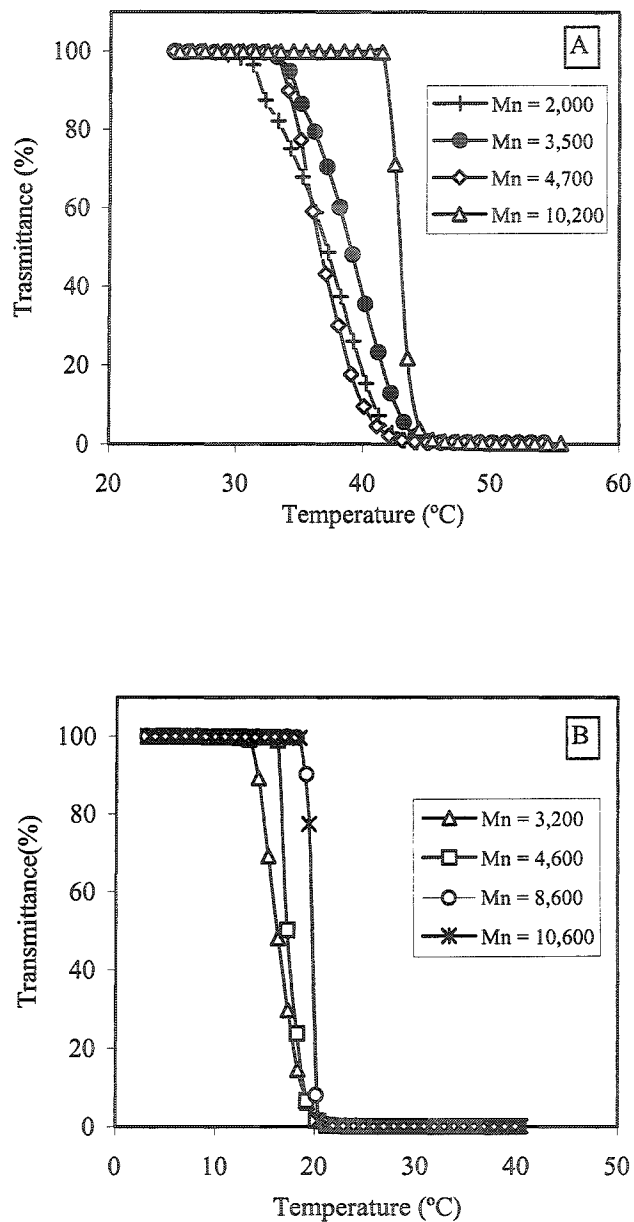 A
100
80
60
40
20
0
Trasmittance (%)
Mn = 2,000
Mn = 3,500
Mn = 4,700
Mn = 10,200
20 30 40 50 60
Temperature (ºC)
B
100
80
60
40
20
0
Transmittance(%)
Mn = 3,200
Mn = 4,600
Mn = 8,600
Mn = 10,600
0 10 20 30 40 50
Temperature (ºC)